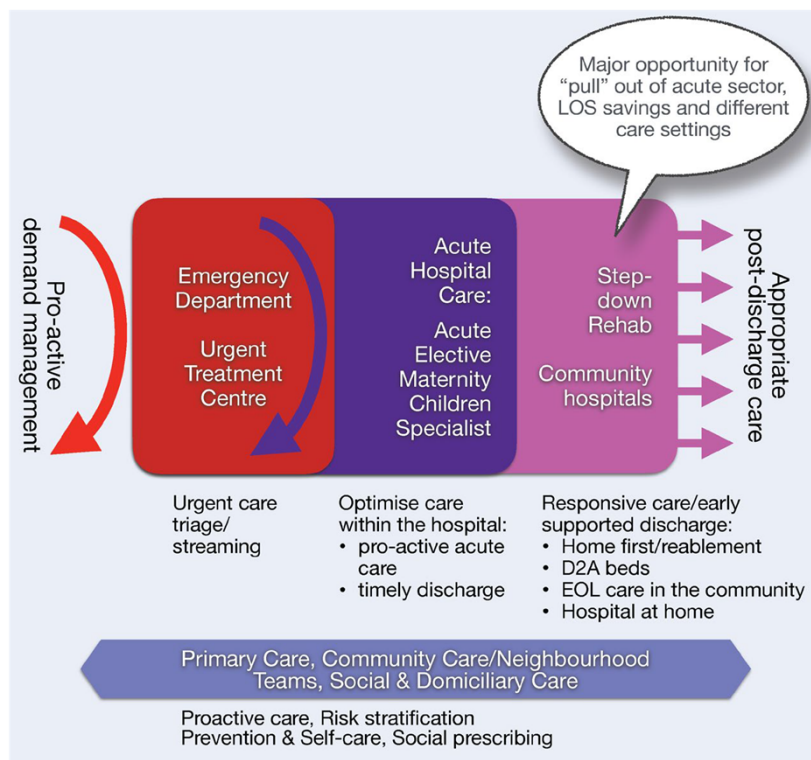 Major opportunity for
“pull” out of acute sector,
LOS savings and different
care settings
Pro-active
demand management
Emergency
Department
Urgent
Treatment
Centre
Acute
Hospital
Care:
Acute
Elective
Maternity
Children
Specialist
Step-
down
Rehab
Community
hospitals
Appropriate
post-discharge care
Urgent care
triage/
streaming
Optimise care
within the hospital:
• pro-active acute
care
• timely discharge
Responsive care/early
supported discharge:
• Home first/reablement
• D2A beds
• EOL care in the community
• Hospital at home
Primary Care, Community Care/Neighbourhood
Teams, Social & Domiciliary Care
Proactive care, Risk stratification
Prevention & Self-care, Social prescribing